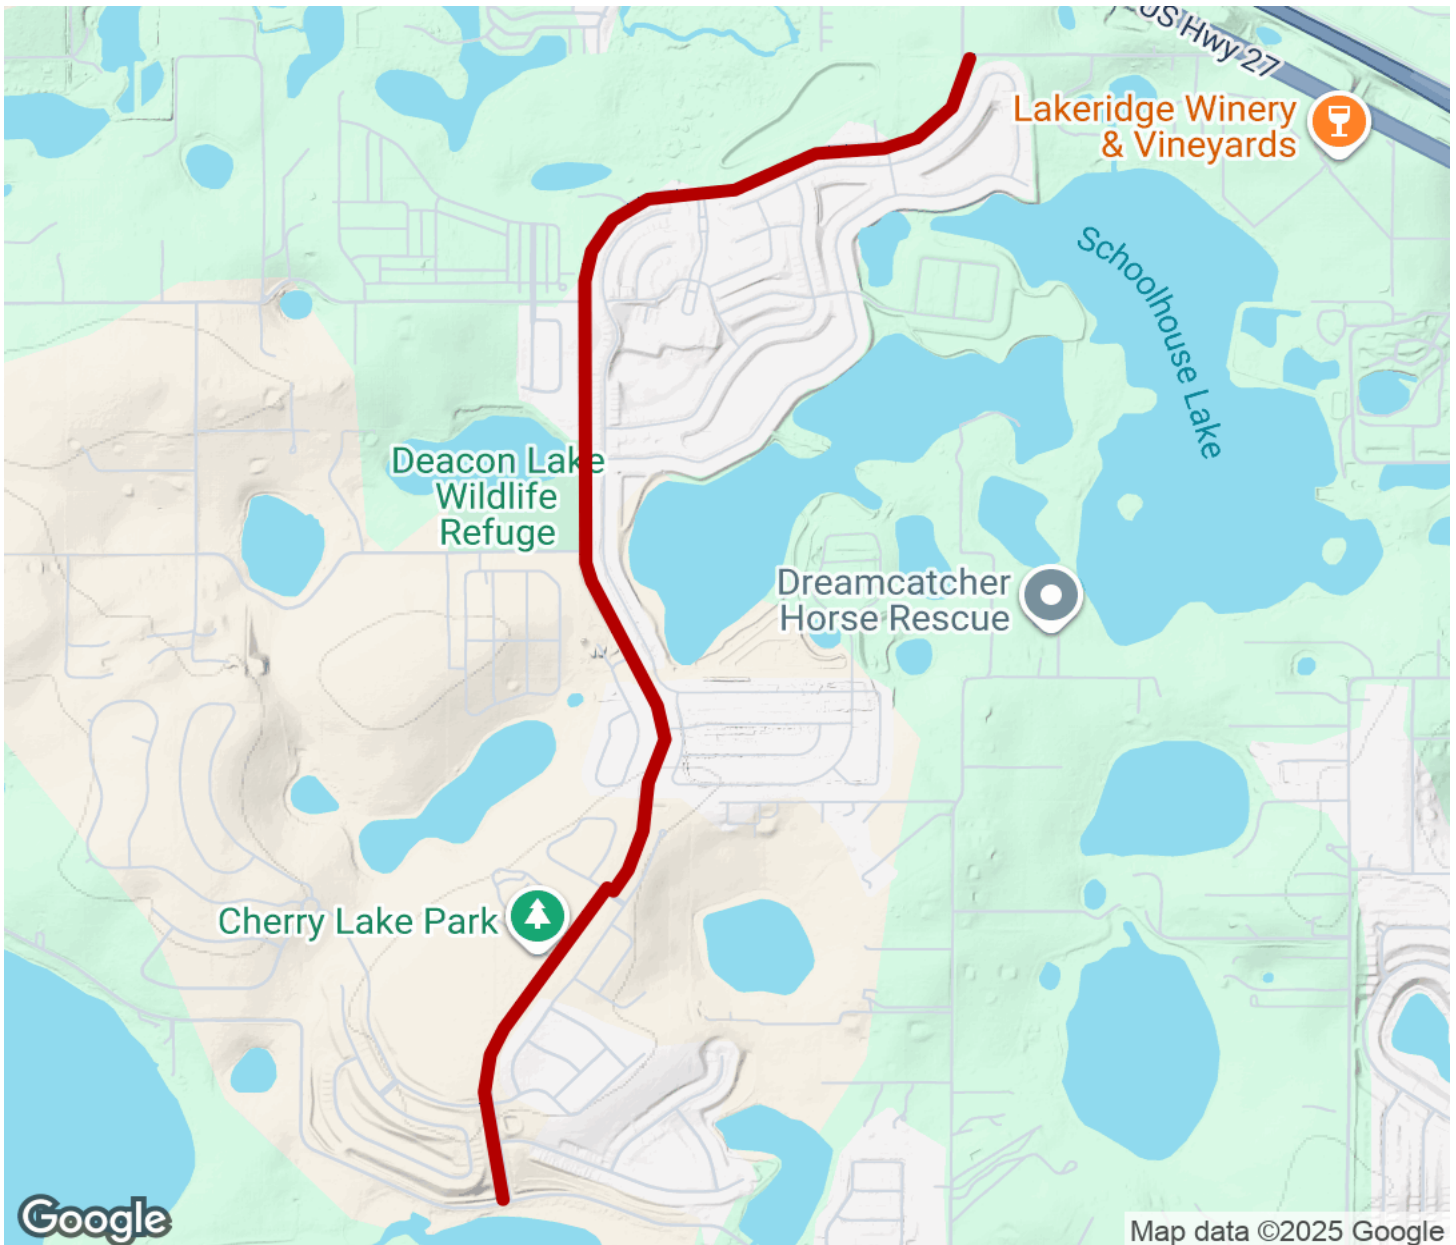 US Hwy 27
Lakeridge Winery
& Vineyards
Schoolhouse Lake
Deacon Lake
Wildlife
Refuge
Dreamcatcher
Horse Rescue
Cherry Lake Park
Google
Map data ©2025 Google